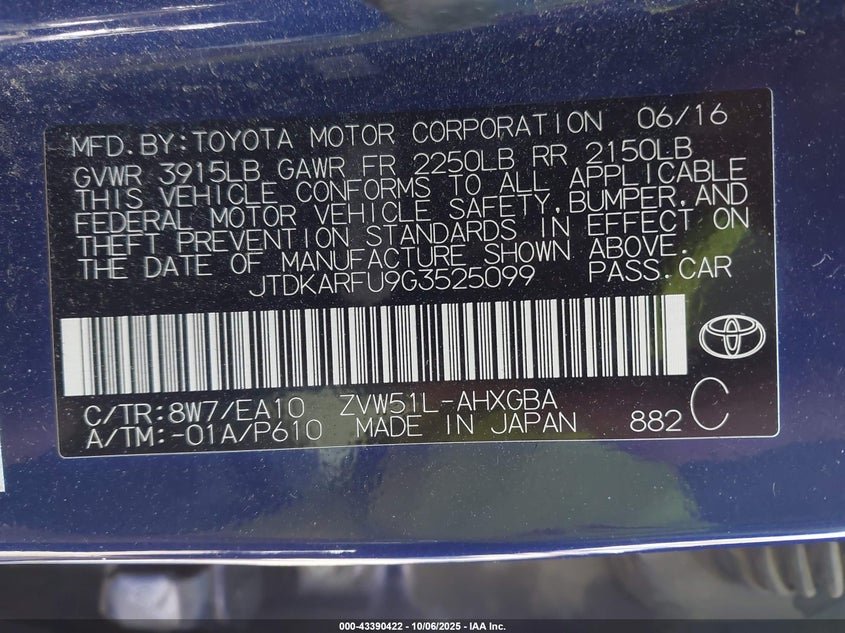 MFD.BY:TOYOTA MOTOR CORPORATION 06/16
GVWR 3915LB GAWR FR 2250LB RR 2150LB
THIS VEHICLE CONFORMS TO ALL APPLICABLE
FEDERAL MOTOR VEHICLE SAFETY,BUMPER,AND
THEFT PREVENTION STANDARDS IN EFFECT ON
THE DATE OF MANUFACTURE SHOWN ABOVE.
JTDKARFU9G3525099 PASS.CAR
C/TR:8W7/EA10 ZVW51L-AHXGBA
A/TM:-01A/P610 MADE IN JAPAN 882 C
000-43390422 | 10/06/2025 - IAA Inc.